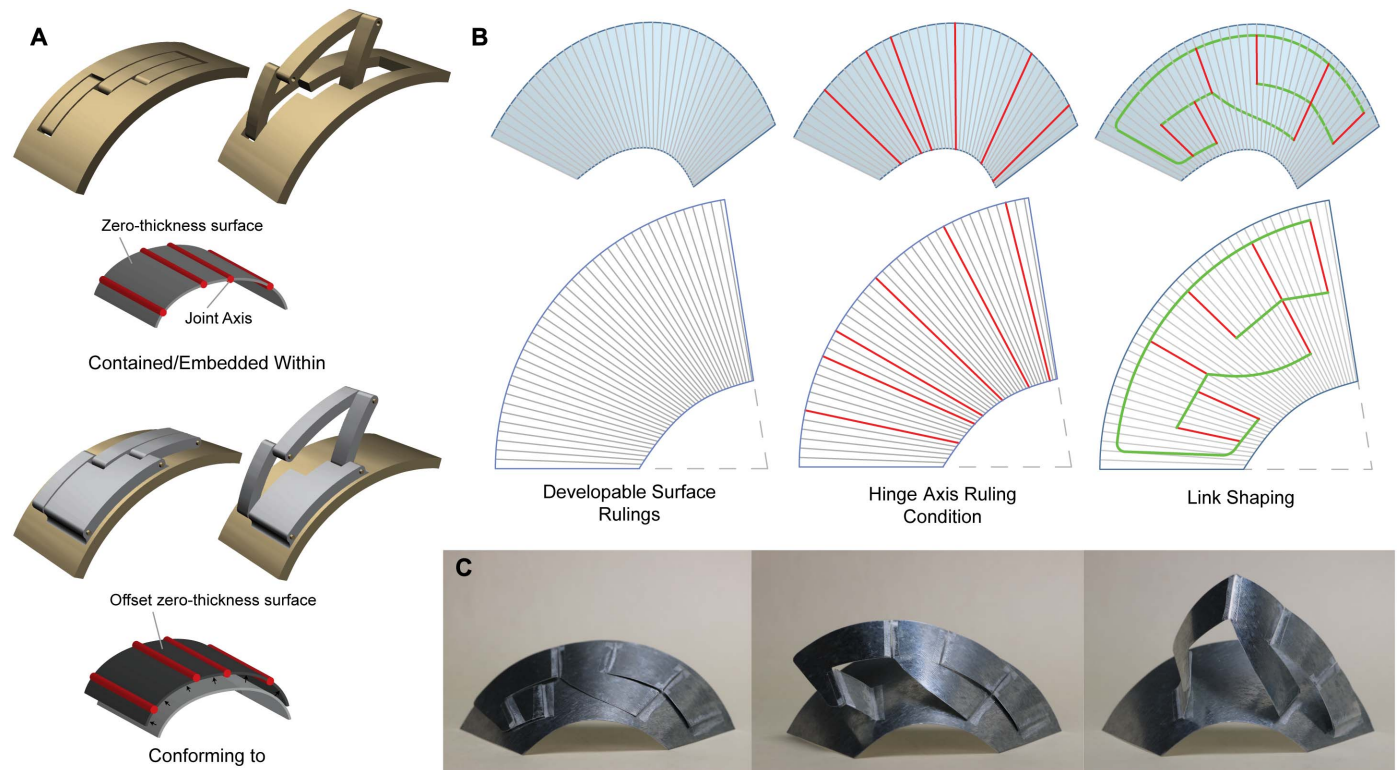 A
Zero-thickness surface
Joint Axis
Contained/Embedded Within
Offset zero-thickness surface
Conforming to
B
Developable Surface
Rulings
Hinge Axis Ruling
Condition
Link Shaping
C